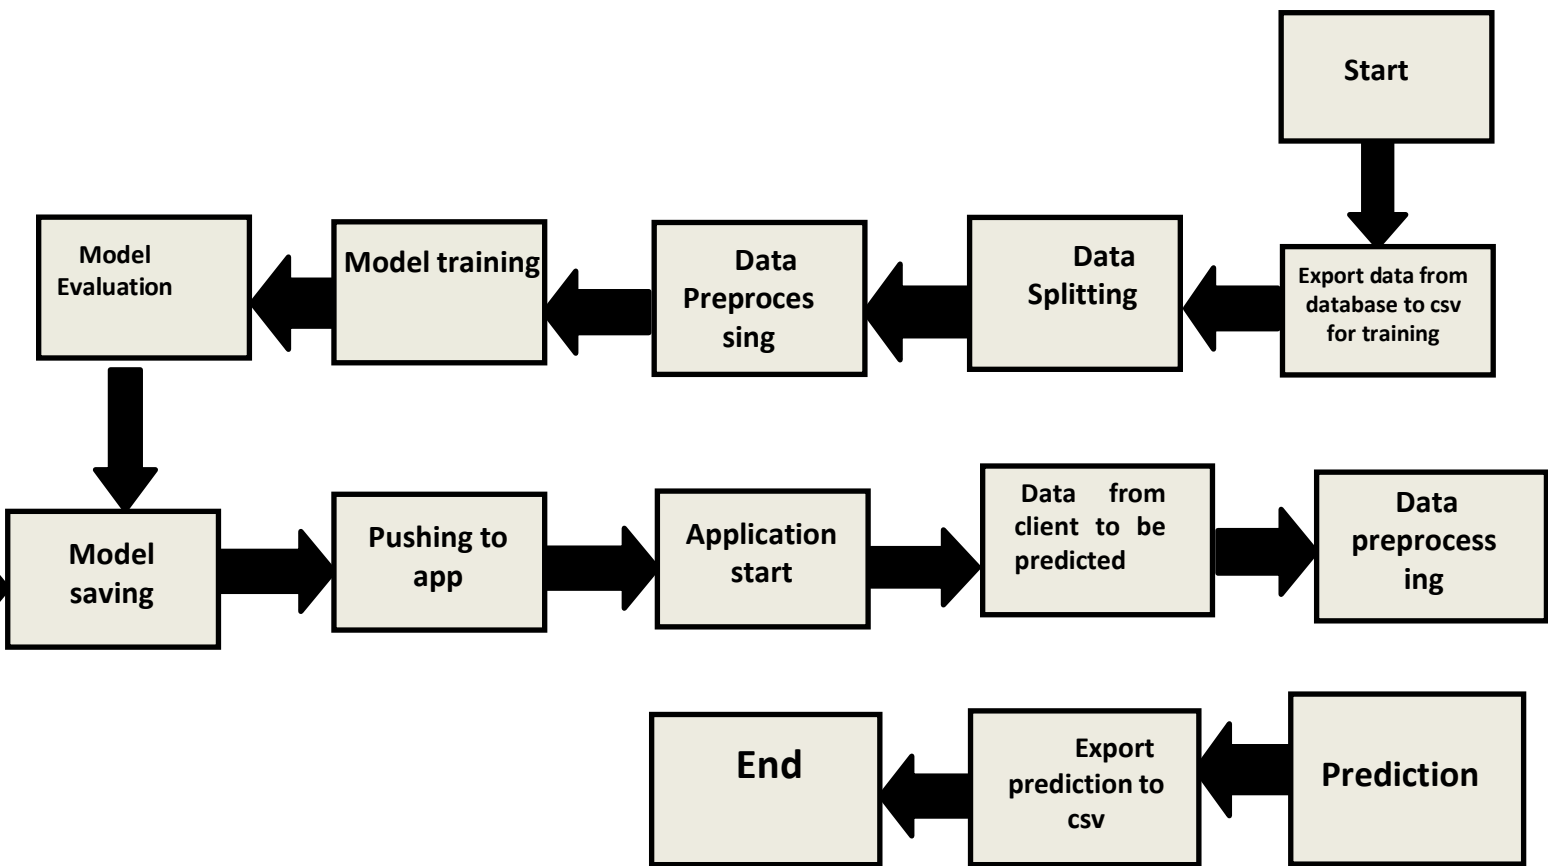 Start
Export data from
database to csv
for training
Data
Splitting
Data
Preproces
sing
Model training
Model
Evaluation
Model
saving
Pushing to
app
Application
start
Data from
client to be
predicted
Data
preprocess
ing
Prediction
Export
prediction to
csv
End